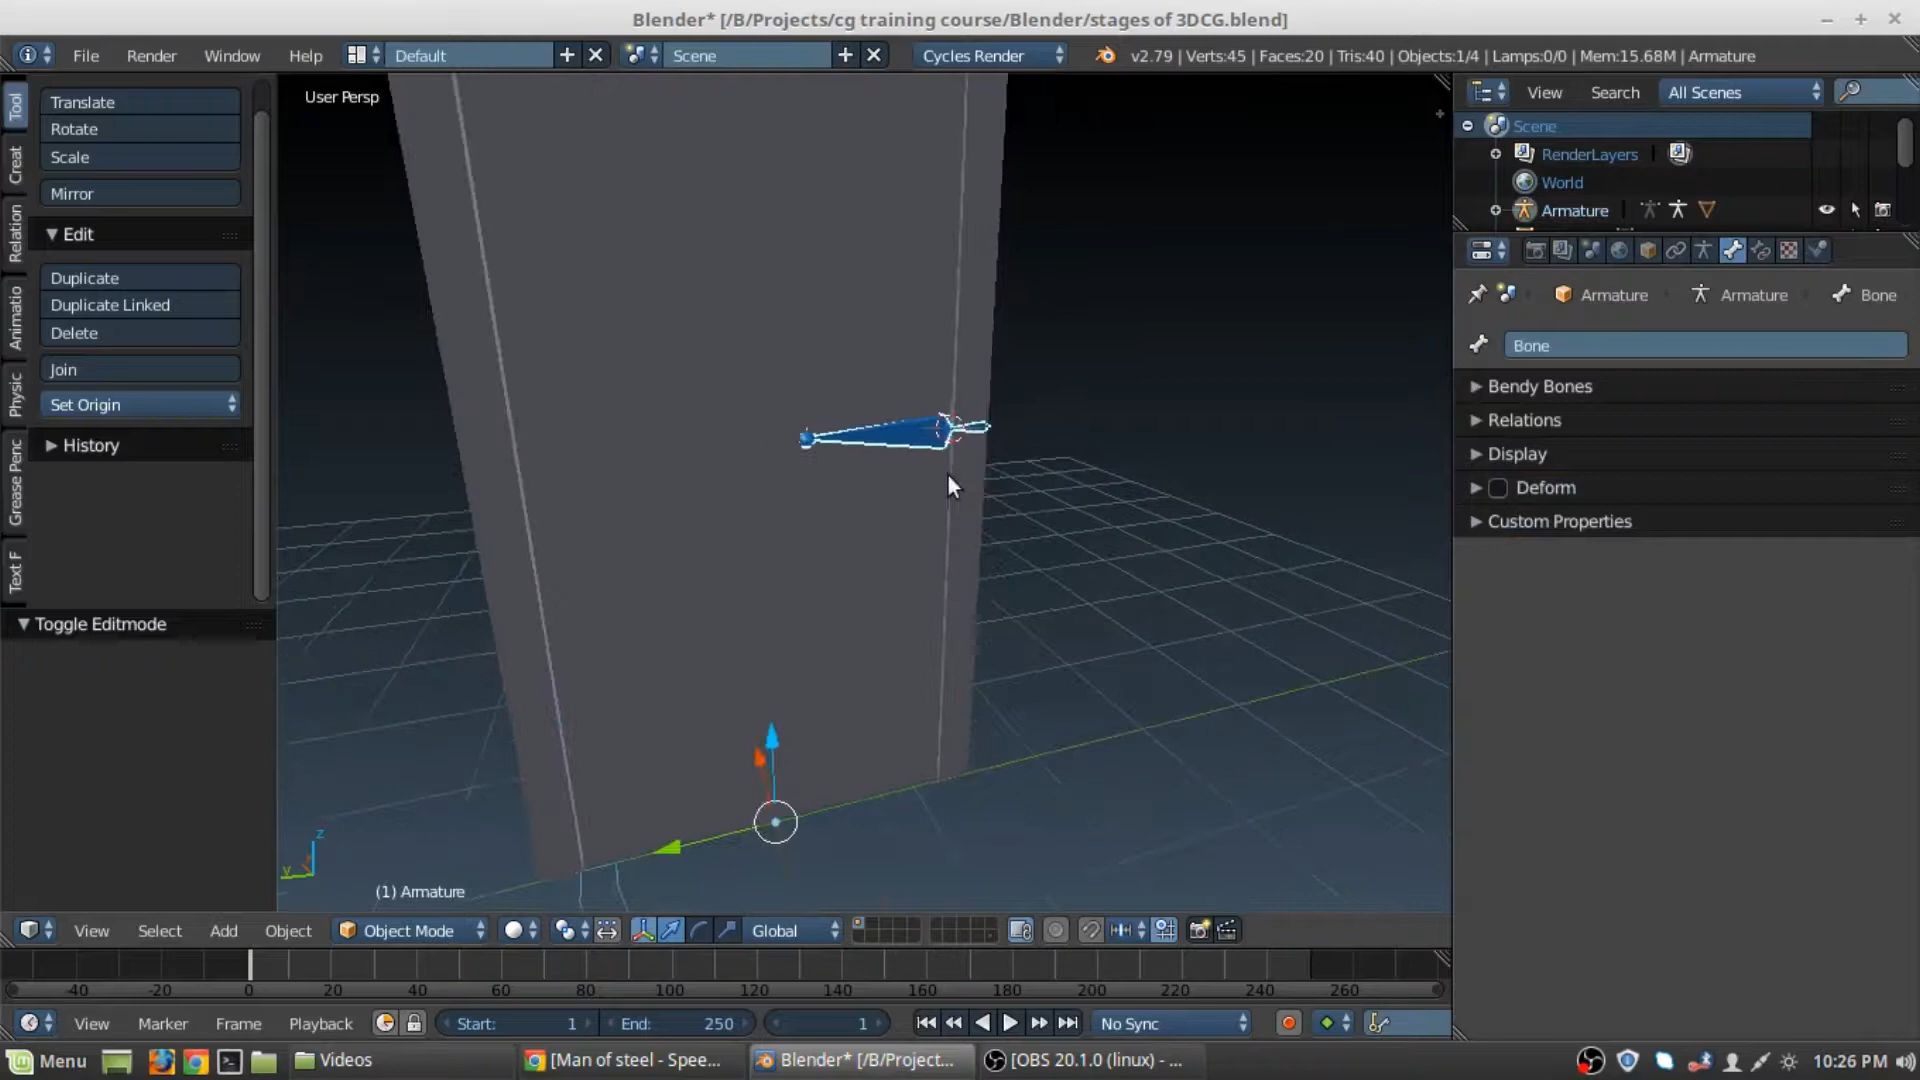 Blender* [/B/Projects/cg training course/Blender/stages of 3DCG.blend]
File Render Window Help Default Scene Cycles Render v2.79 | Verts:45 | Faces:20 | Tris:40 | Objects:1/4 | Lamps:0/0 | Mem:15.68M | Armature
Tool
Creat
Relation
Animatio
Physic
Grease Penc
Text F
Translate
Rotate
Scale
Mirror
Edit
Duplicate
Duplicate Linked
Delete
Join
Set Origin
History
Toggle Editmode
User Persp
z
y
(1) Armature
View Search All Scenes
Scene
RenderLayers
World
Armature
Armature Armature Bone
Bone
Bendy Bones
Relations
Display
Deform
Custom Properties
View Select Add Object Object Mode Global
-40 -20 0 20 40 60 80 100 120 140 160 180 200 220 240 260
View Marker Frame Playback Start: 1 End: 250 1 No Sync
Menu Videos [Man of steel - Spee... Blender* [/B/Project... [OBS 20.1.0 (linux) - ... 10:26 PM